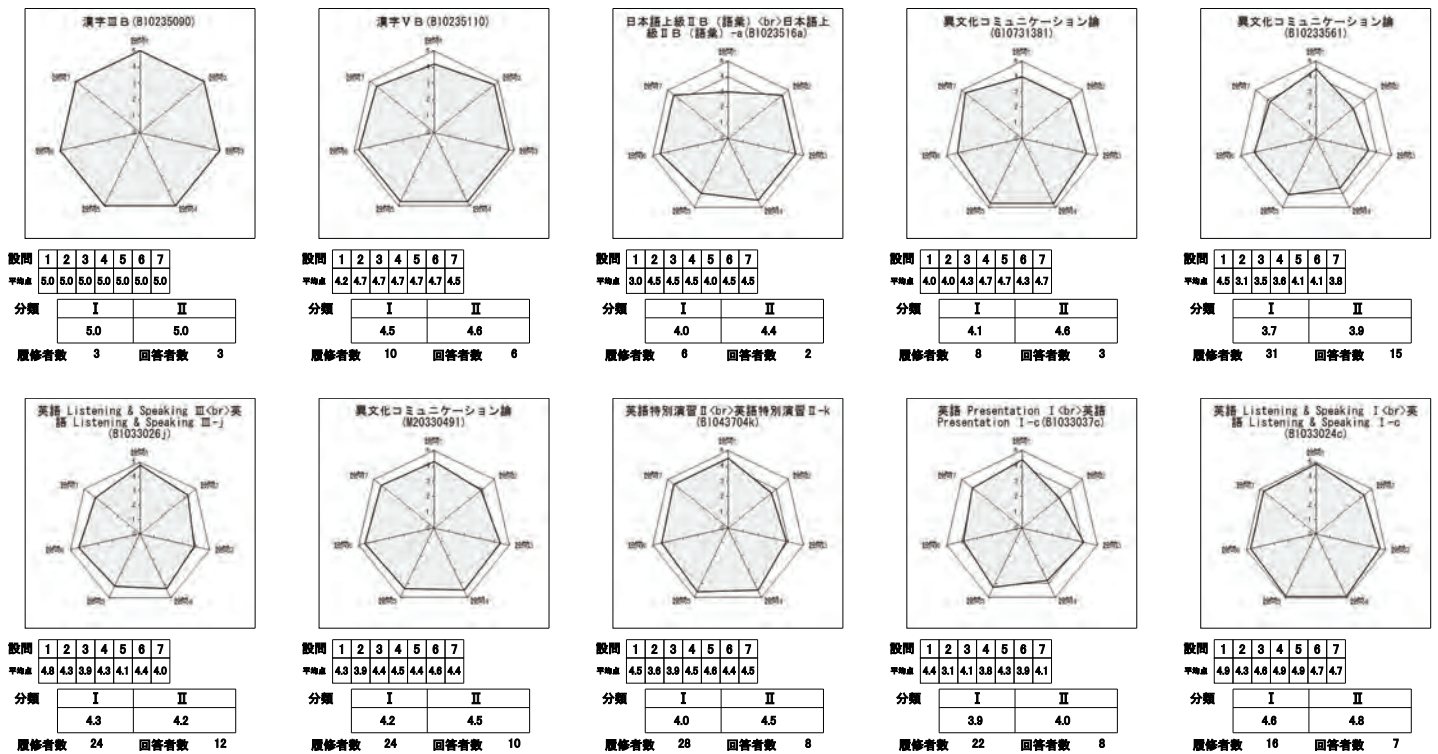 漢字ⅢB(B10235090)
設問 1 2 3 4 5 6 7
平均点 5.0 5.0 5.0 5.0 5.0 5.0 5.0
分類 Ⅰ Ⅱ
5.0 5.0
履修者数 3 回答者数 3
漢字ⅤB(B10235110)
設問 1 2 3 4 5 6 7
平均点 4.2 4.7 4.7 4.7 4.7 4.7 4.5
分類 Ⅰ Ⅱ
4.5 4.6
履修者数 10 回答者数 6
日本語上級ⅡB (語彙) <br>日本語上
級ⅡB (語彙) -a(B1023516a)
設問 1 2 3 4 5 6 7
平均点 3.0 4.5 4.5 4.5 4.0 4.5 4.5
分類 Ⅰ Ⅱ
4.0 4.4
履修者数 6 回答者数 2
異文化コミュニケーション論
(G10731381)
設問 1 2 3 4 5 6 7
平均点 4.0 4.0 4.3 4.7 4.7 4.3 4.7
分類 Ⅰ Ⅱ
4.1 4.6
履修者数 8 回答者数 3
異文化コミュニケーション論
(B10233561)
設問 1 2 3 4 5 6 7
平均点 4.5 3.1 3.5 3.6 4.1 4.1 3.8
分類 Ⅰ Ⅱ
3.7 3.9
履修者数 31 回答者数 15
英語 Listening & Speaking Ⅲ<br>英
語 Listening & Speaking Ⅲ-j
(B1033026j)
設問 1 2 3 4 5 6 7
平均点 4.8 4.3 3.9 4.3 4.1 4.4 4.0
分類 Ⅰ Ⅱ
4.3 4.2
履修者数 24 回答者数 12
異文化コミュニケーション論
(M20330491)
設問 1 2 3 4 5 6 7
平均点 4.3 3.9 4.4 4.5 4.4 4.6 4.4
分類 Ⅰ Ⅱ
4.2 4.5
履修者数 24 回答者数 10
英語特別演習Ⅱ<br>英語特別演習Ⅱ-k
(B1043704k)
設問 1 2 3 4 5 6 7
平均点 4.5 3.6 3.9 4.5 4.6 4.4 4.5
分類 Ⅰ Ⅱ
4.0 4.5
履修者数 28 回答者数 8
英語 Presentation Ⅰ<br>英語
Presentation Ⅰ-c(B1033037c)
設問 1 2 3 4 5 6 7
平均点 4.4 3.1 4.1 3.8 4.3 3.9 4.1
分類 Ⅰ Ⅱ
3.9 4.0
履修者数 22 回答者数 8
英語 Listening & Speaking Ⅰ<br>英
語 Listening & Speaking Ⅰ-c
(B1033024c)
設問 1 2 3 4 5 6 7
平均点 4.9 4.3 4.6 4.9 4.9 4.7 4.7
分類 Ⅰ Ⅱ
4.6 4.8
履修者数 16 回答者数 7